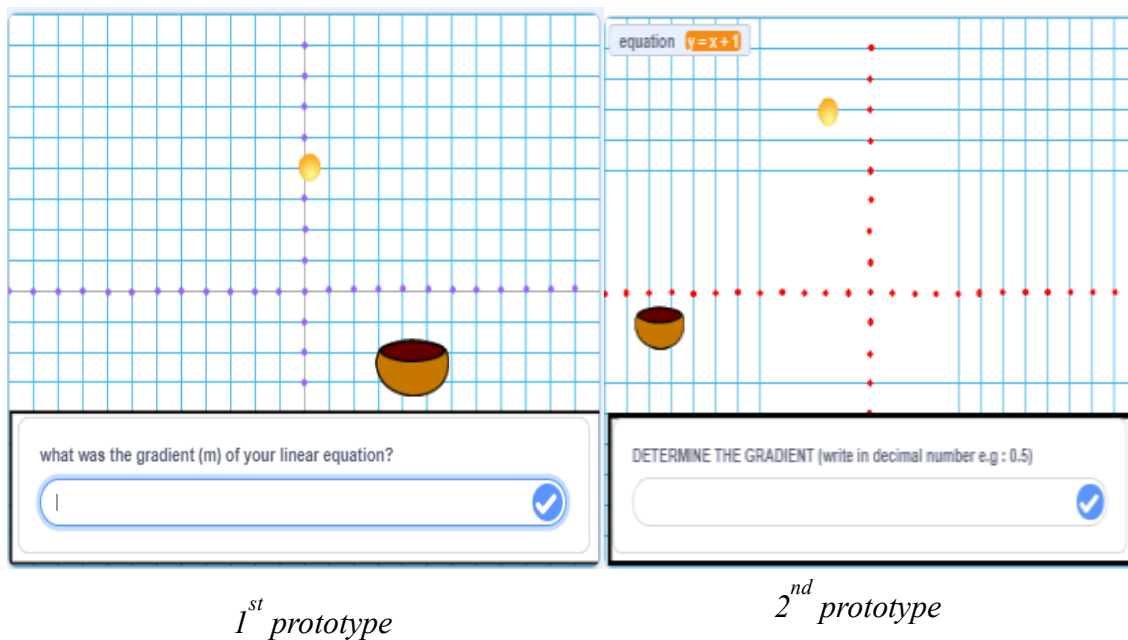 equation y = x + 1
what was the gradient (m) of your linear equation?
DETERMINE THE GRADIENT (write in decimal number e.g : 0.5)
1st prototype
2nd prototype